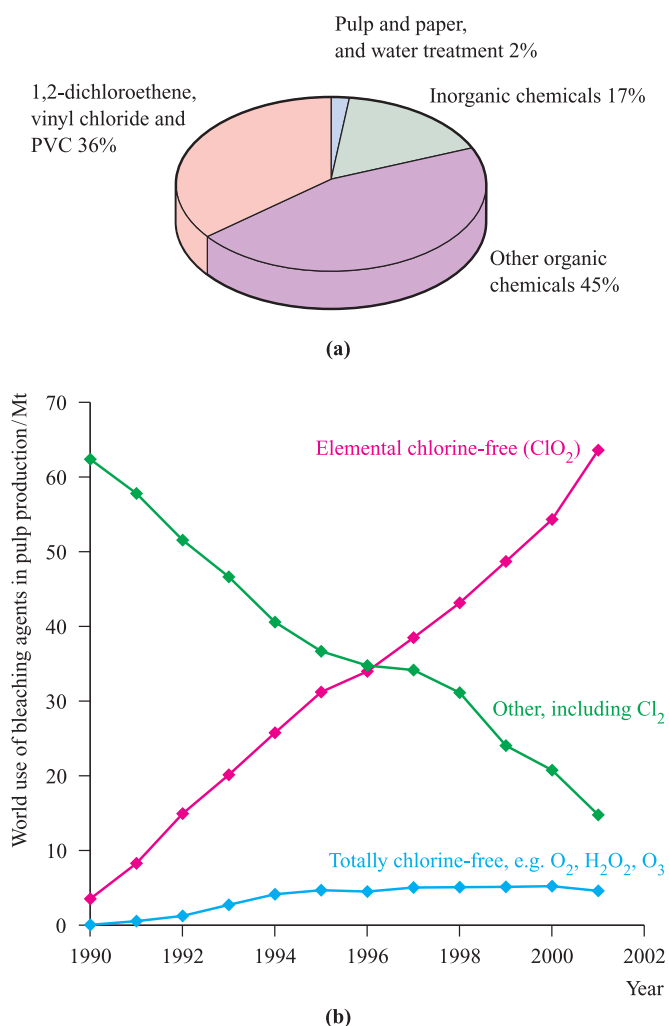 Pulp and paper,
and water treatment 2%
1,2-dichloroethene,
vinyl chloride and
PVC 36%
Inorganic chemicals 17%
Other organic
chemicals 45%
(a)
World use of bleaching agents in pulp production/Mt
70
60
50
40
30
20
10
0
Elemental chlorine-free (ClO₂)
Other, including Cl₂
Totally chlorine-free, e.g. O₂, H₂O₂, O₃
1990
1992
1994
1996
1998
2000
2002
Year
(b)